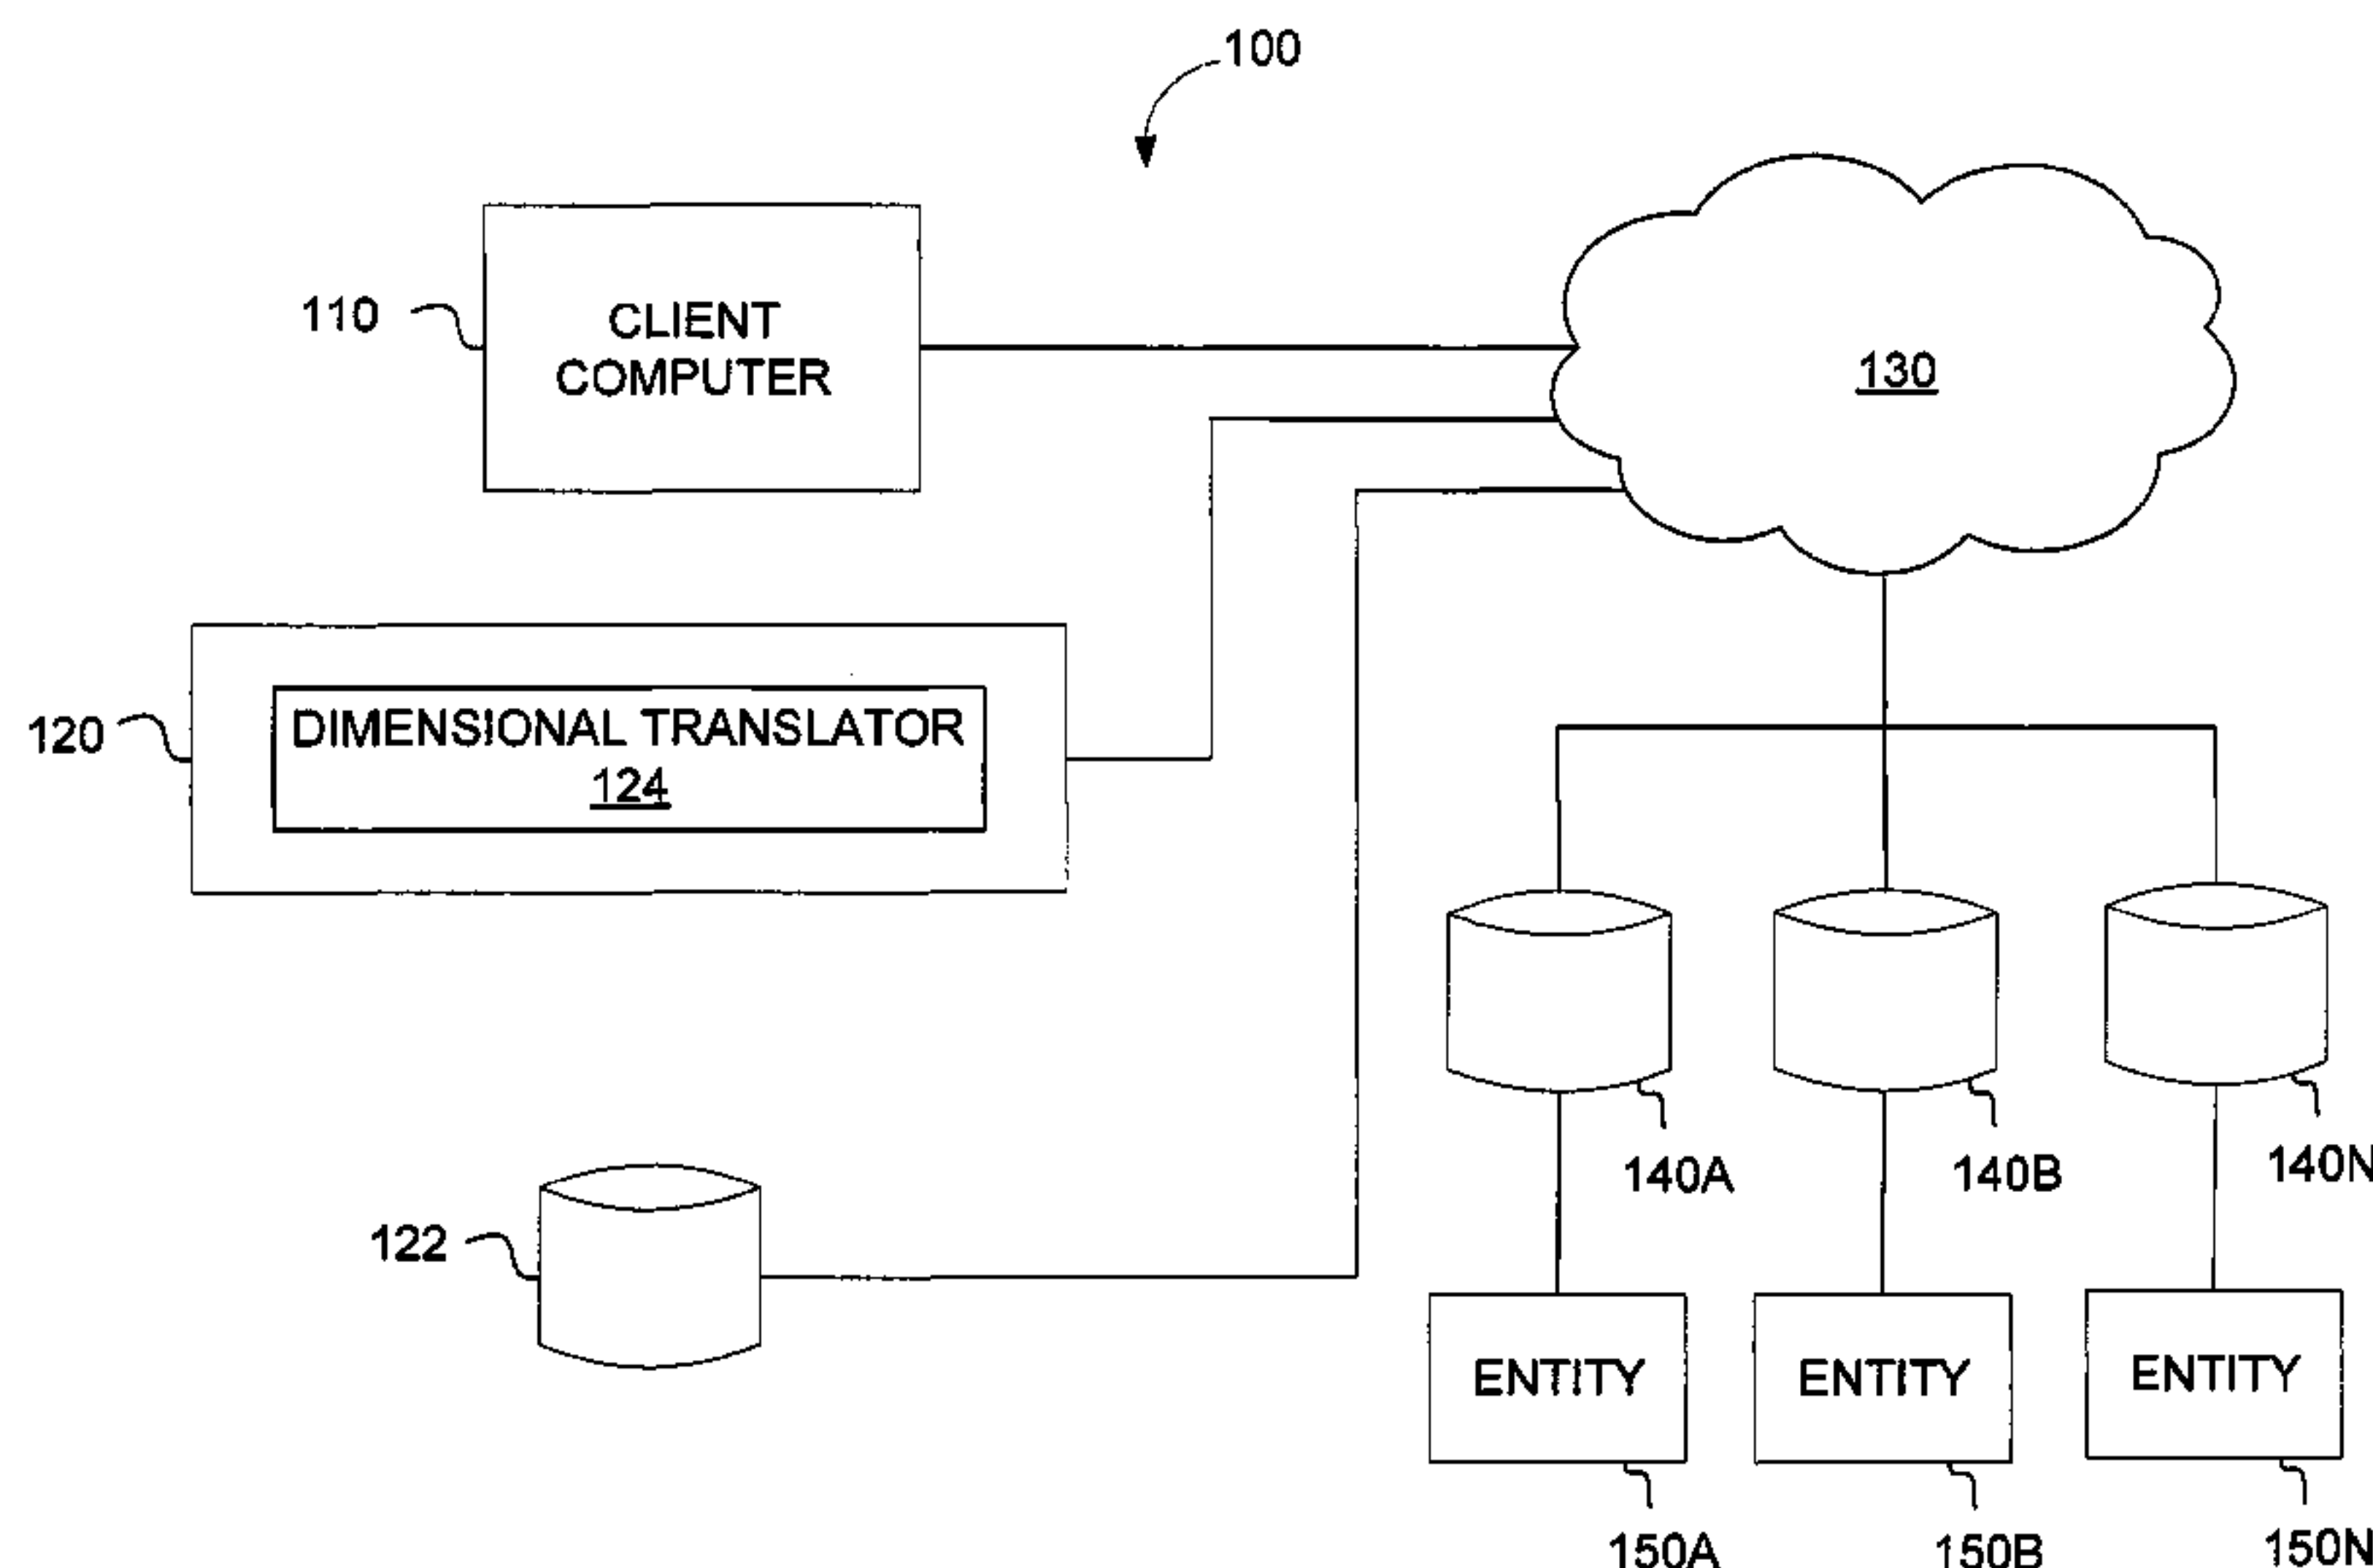 100
110
CLIENT
COMPUTER
130
120
DIMENSIONAL TRANSLATOR
124
122
140A
140B
140N
ENTITY
ENTITY
ENTITY
150A
150B
150N